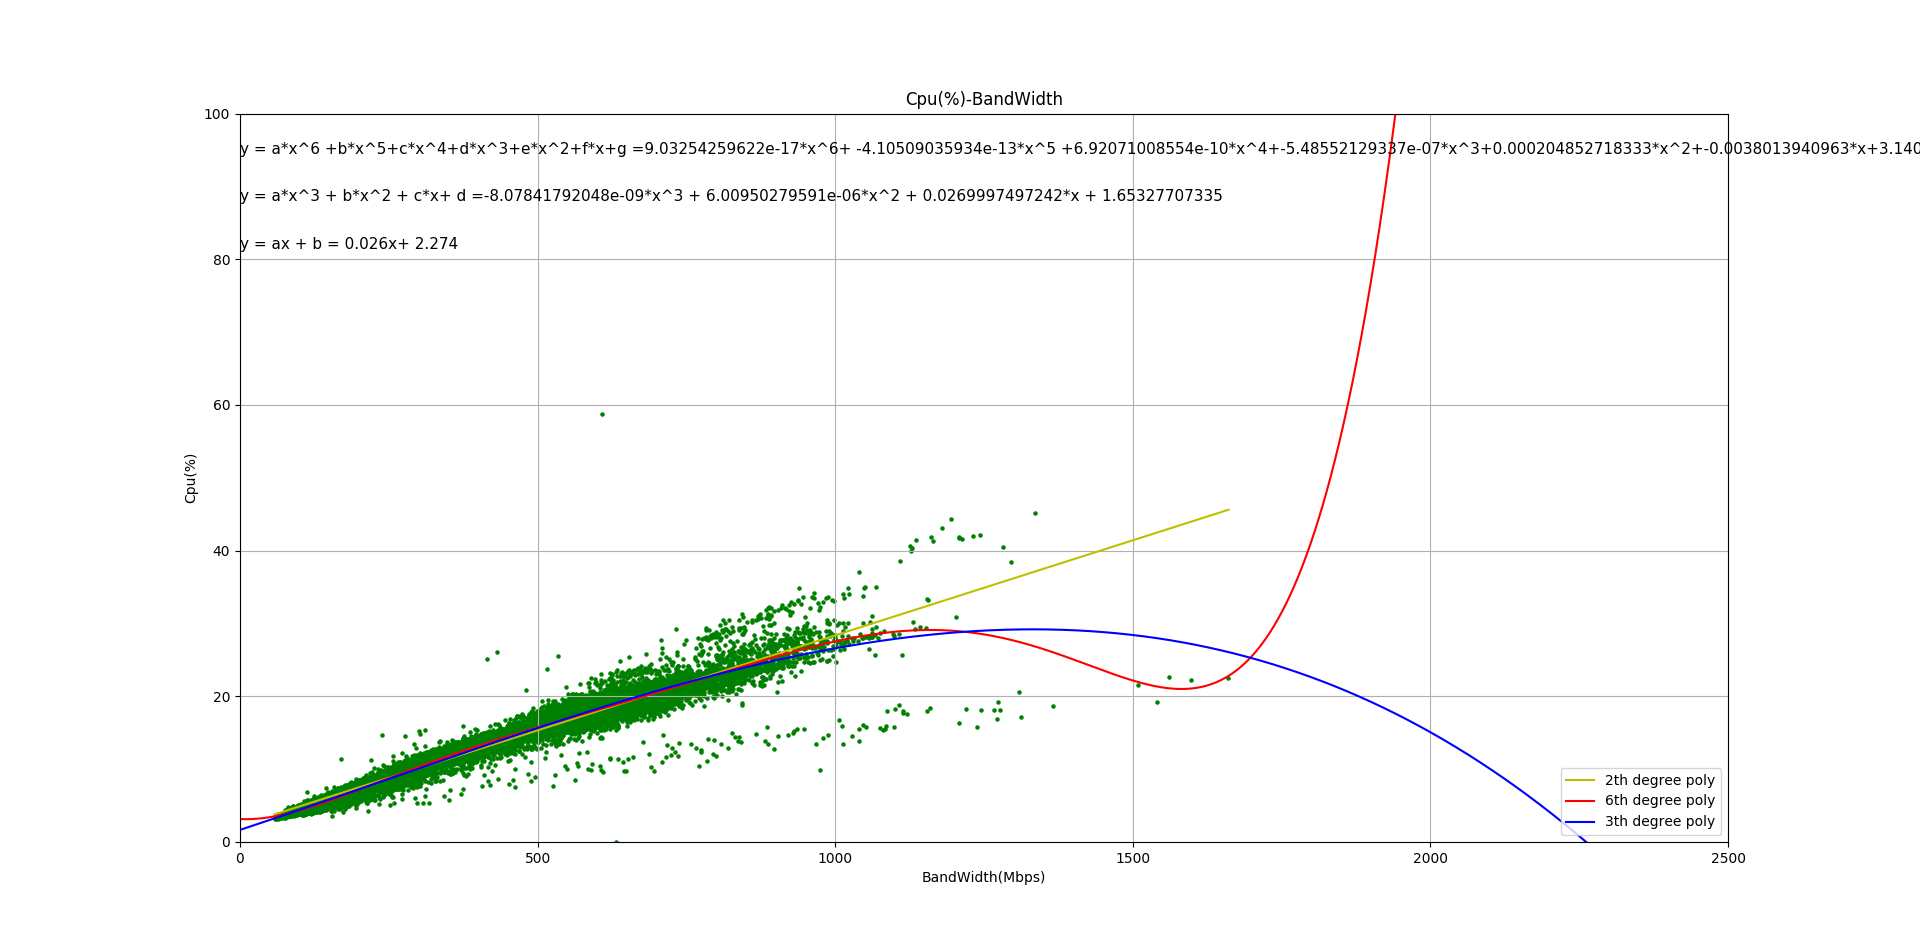 Cpu(%)-BandWidth
100
y = a*x^6 +b*x^5+c*x^4+d*x^3+e*x^2+f*x+g =9.03254259622e-17*x^6+ -4.10509035934e-13*x^5 +6.92071008554e-10*x^4+-5.48552129337e-07*x^3+0.000204852718333*x^2+-0.0038013940963*x+3.140
y = a*x^3 + b*x^2 + c*x+ d =-8.07841792048e-09*x^3 + 6.00950279591e-06*x^2 + 0.0269997497242*x + 1.65327707335
y = ax + b = 0.026x+ 2.274
80
60
Cpu(%)
40
20
2th degree poly
6th degree poly
3th degree poly
0
0 500 1000 1500 2000 2500
BandWidth(Mbps)